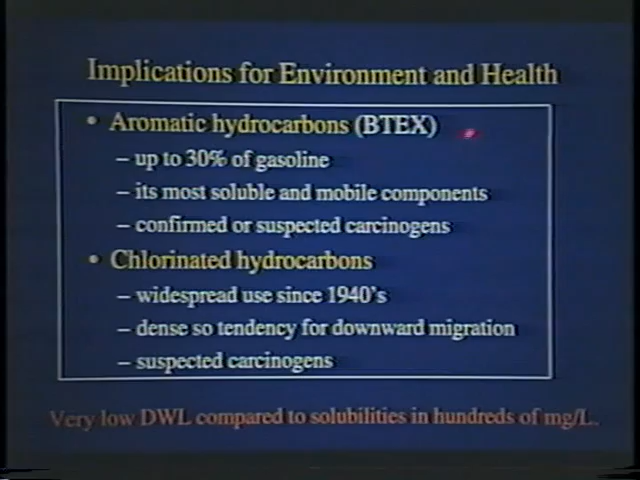 Implications for Environment and Health
• Aromatic hydrocarbons (BTEX)
– up to 30% of gasoline
– its most soluble and mobile components
– confirmed or suspected carcinogens
• Chlorinated hydrocarbons
– widespread use since 1940's
– dense so tendency for downward migration
– suspected carcinogens
Very low DWL compared to solubilities in hundreds of mg/L.